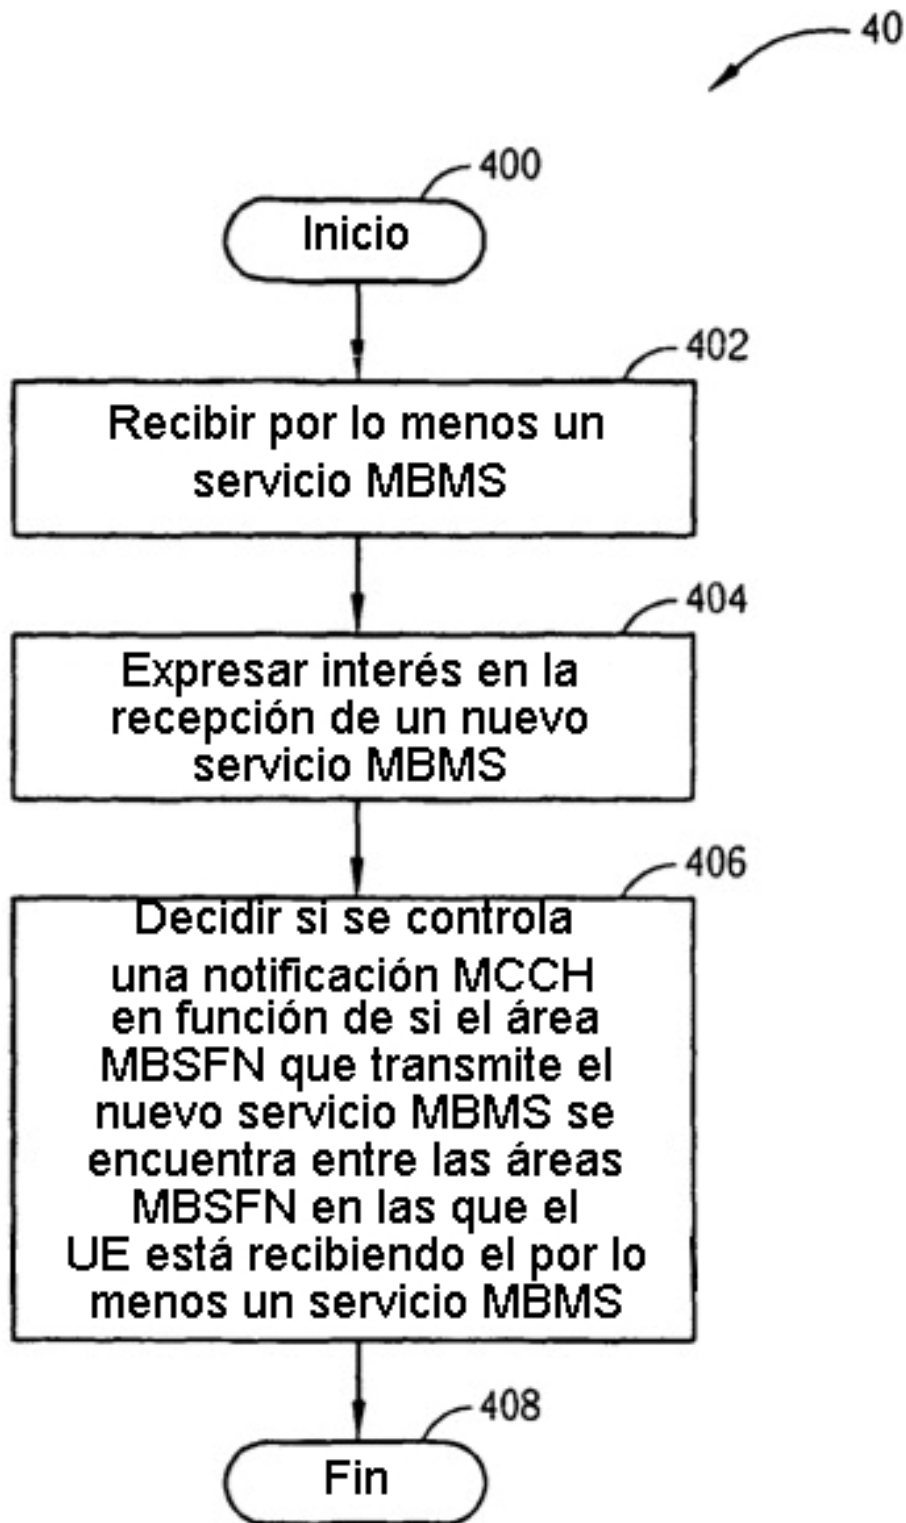 40
400
Inicio
402
Recibir por lo menos un
servicio MBMS
404
Expresar interés en la
recepción de un nuevo
servicio MBMS
406
Decidir si se controla
una notificación MCCH
en función de si el área
MBSFN que transmite el
nuevo servicio MBMS se
encuentra entre las áreas
MBSFN en las que el
UE está recibiendo el por lo
menos un servicio MBMS
408
Fin